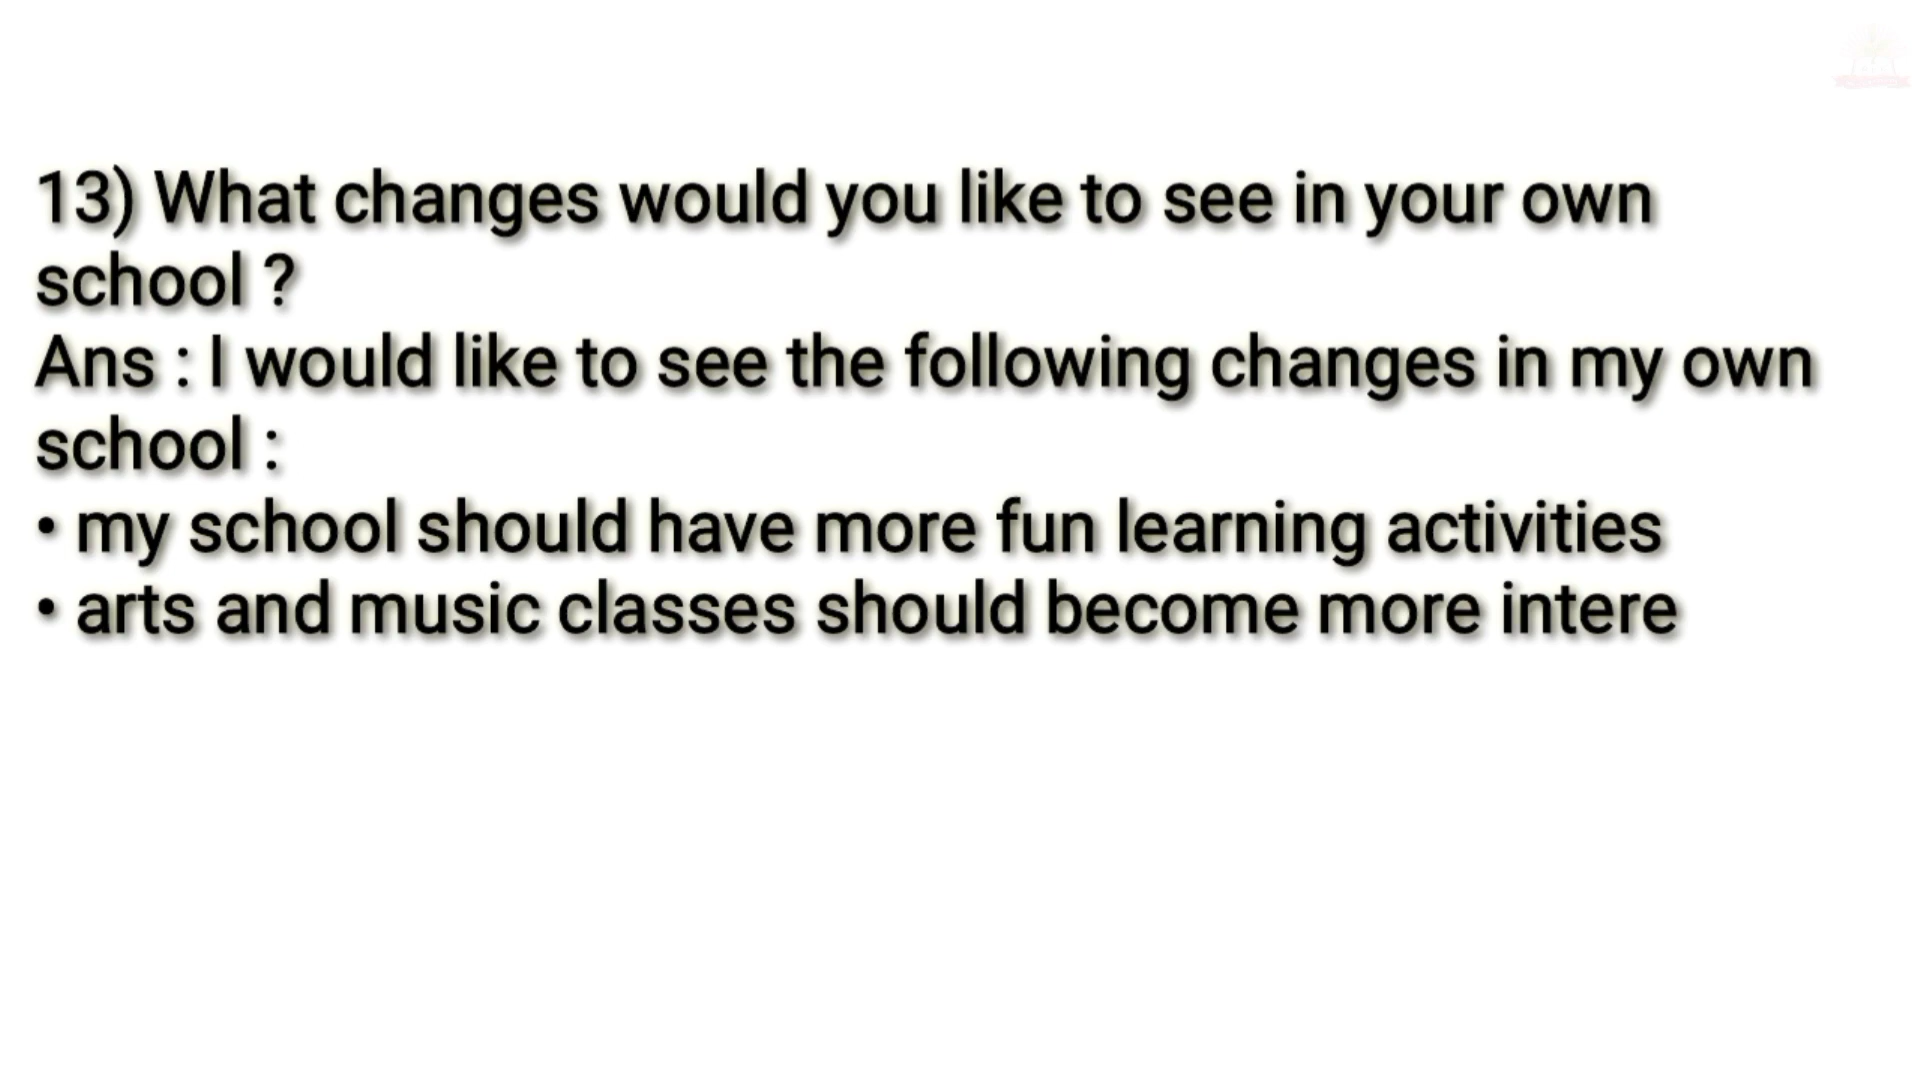 13) What changes would you like to see in your own
school ?
Ans : I would like to see the following changes in my own
school :
• my school should have more fun learning activities
• arts and music classes should become more intere